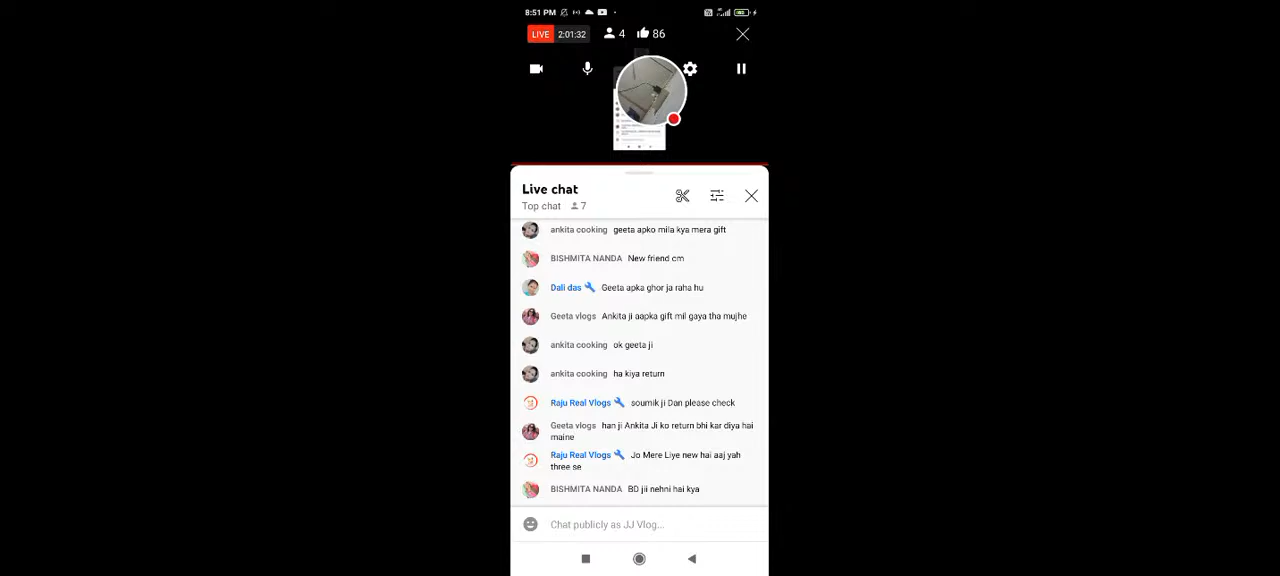 8:51 PM
LIVE 2:01:32 4 86
Live chat
Top chat 7
ankita cooking geeta apko mila kya mera gift
BISHMITA NANDA New friend cm
Dali das Geeta apka ghor ja raha hu
Geeta vlogs Ankita ji aapka gift mil gaya tha mujhe
ankita cooking ok geeta ji
ankita cooking ha kiya return
Raju Real Vlogs soumik ji Dan please check
Geeta vlogs han ji Ankita Ji ko return bhi kar diya hai
maine
Raju Real Vlogs Jo Mere Liye new hai aaj yah
three se
BISHMITA NANDA BD jii nehni hai kya
Chat publicly as JJ Vlog...